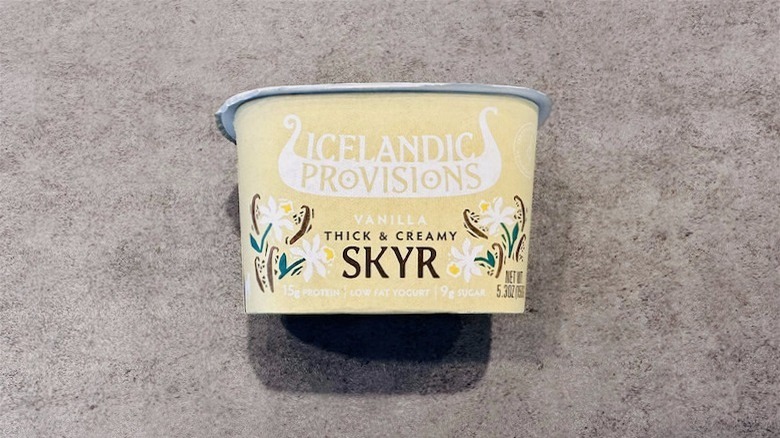 ICELANDIC
PROVISIONS
VANILLA
THICK & CREAMY
SKYR
15g PROTEIN | LOW FAT YOGURT | 9g SUGAR
NET WT
5.3OZ